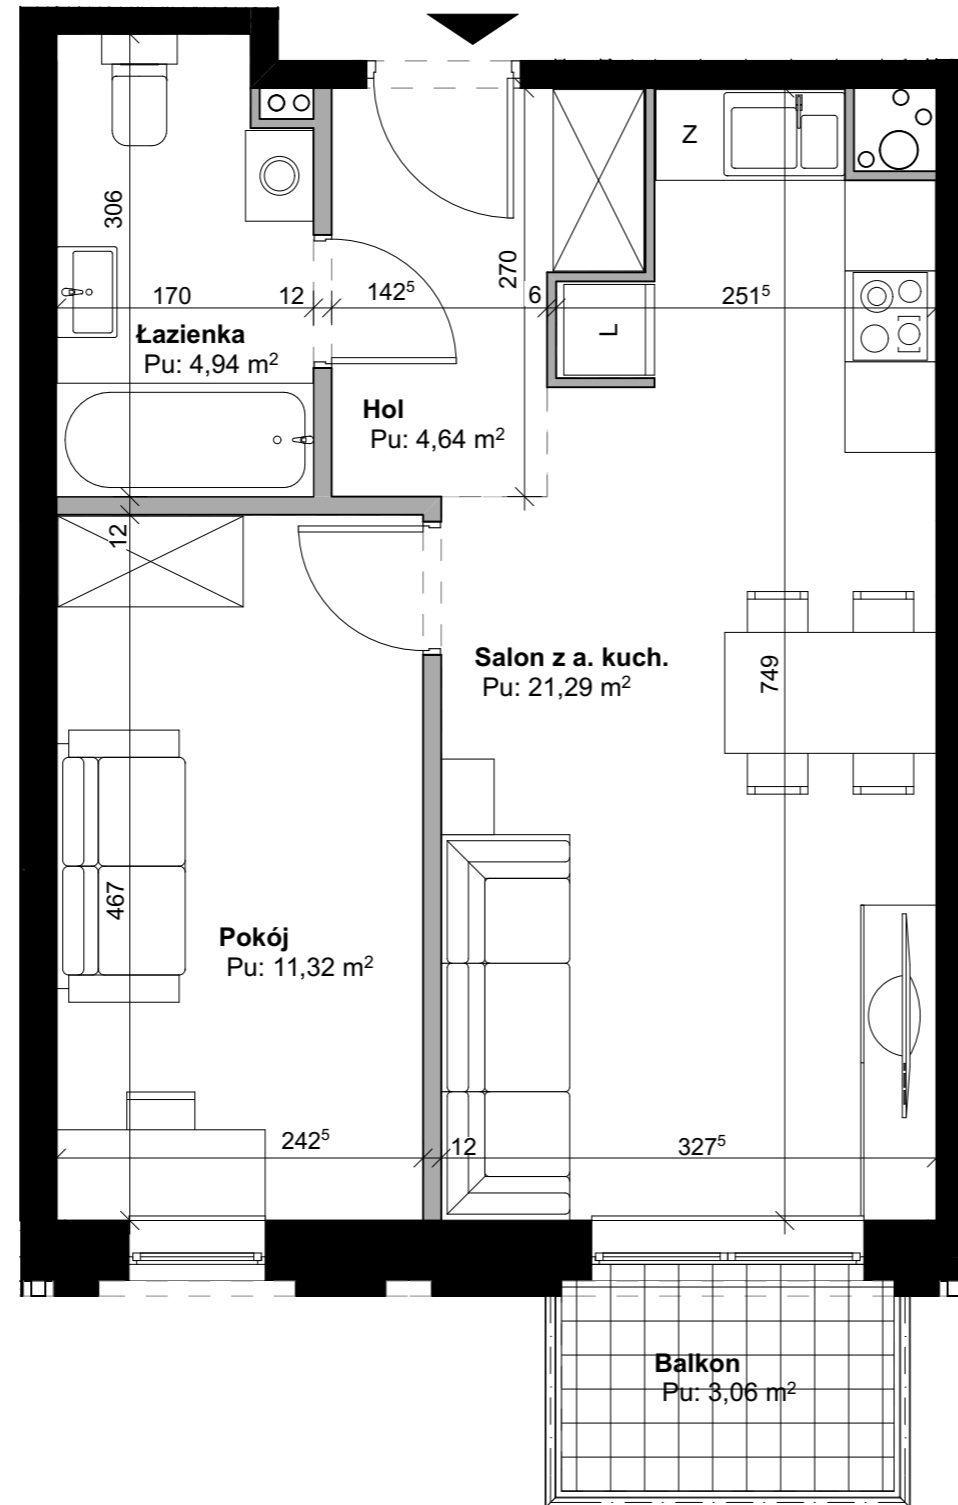 Z
306
270
170
12
142⁵
6
251⁵
L
Łazienka
Pu: 4,94 m²
Hol
Pu: 4,64 m²
12
Salon z a. kuch.
Pu: 21,29 m²
749
467
Pokój
Pu: 11,32 m²
242⁵
12
327⁵
Balkon
Pu: 3,06 m²